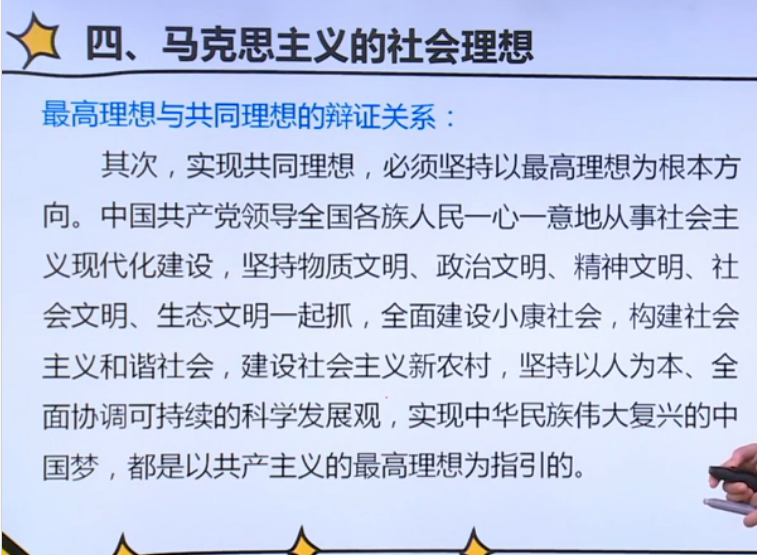 四、马克思主义的社会理想
最高理想与共同理想的辩证关系：
其次，实现共同理想，必须坚持以最高理想为根本方
向。中国共产党领导全国各族人民一心一意地从事社会主
义现代化建设，坚持物质文明、政治文明、精神文明、社
会文明、生态文明一起抓，全面建设小康社会，构建社会
主义和谐社会，建设社会主义新农村，坚持以人为本、全
面协调可持续的科学发展观，实现中华民族伟大复兴的中
国梦，都是以共产主义的最高理想为指引的。